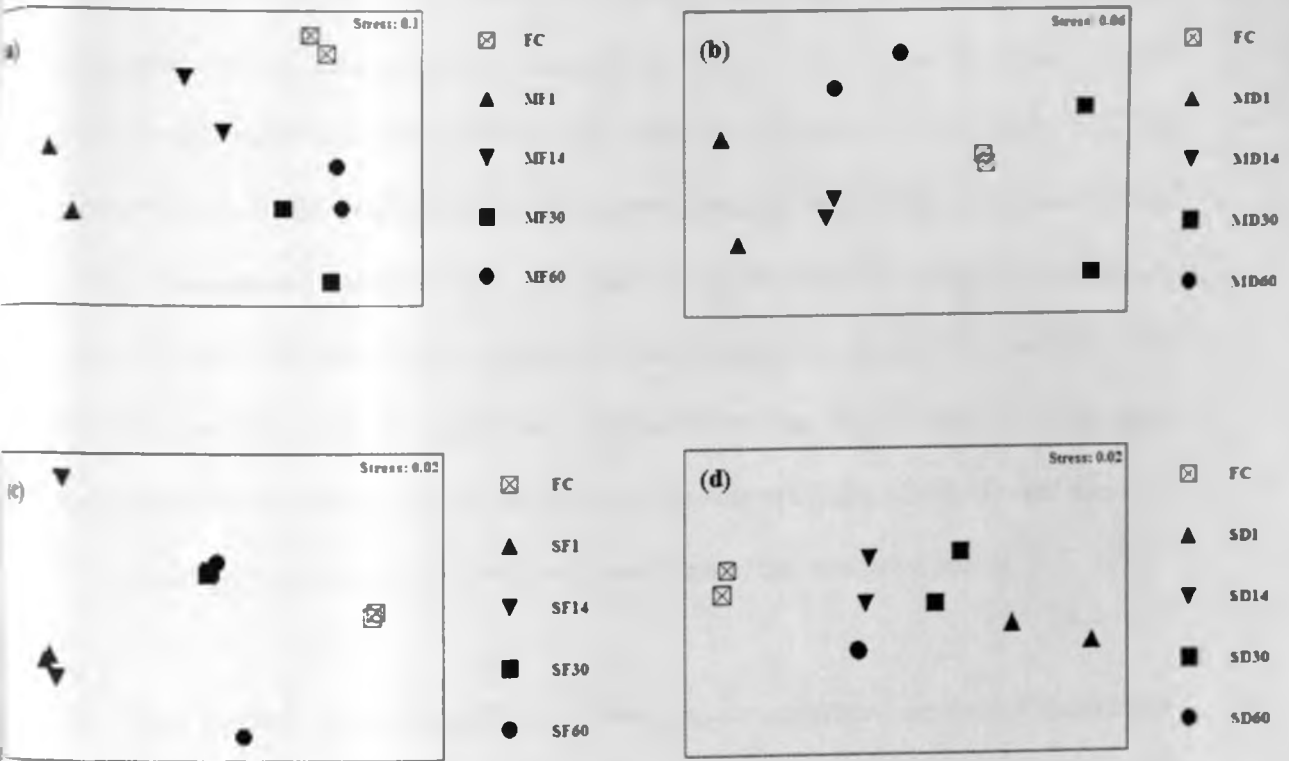 a)
Stress: 0.1
FC
MF1
MF14
MF30
MF60
(b)
Stress: 0.06
FC
MD1
MD14
MD30
MD60
(c)
Stress: 0.02
FC
SF1
SF14
SF30
SF60
(d)
Stress: 0.02
FC
SD1
SD14
SD30
SD60